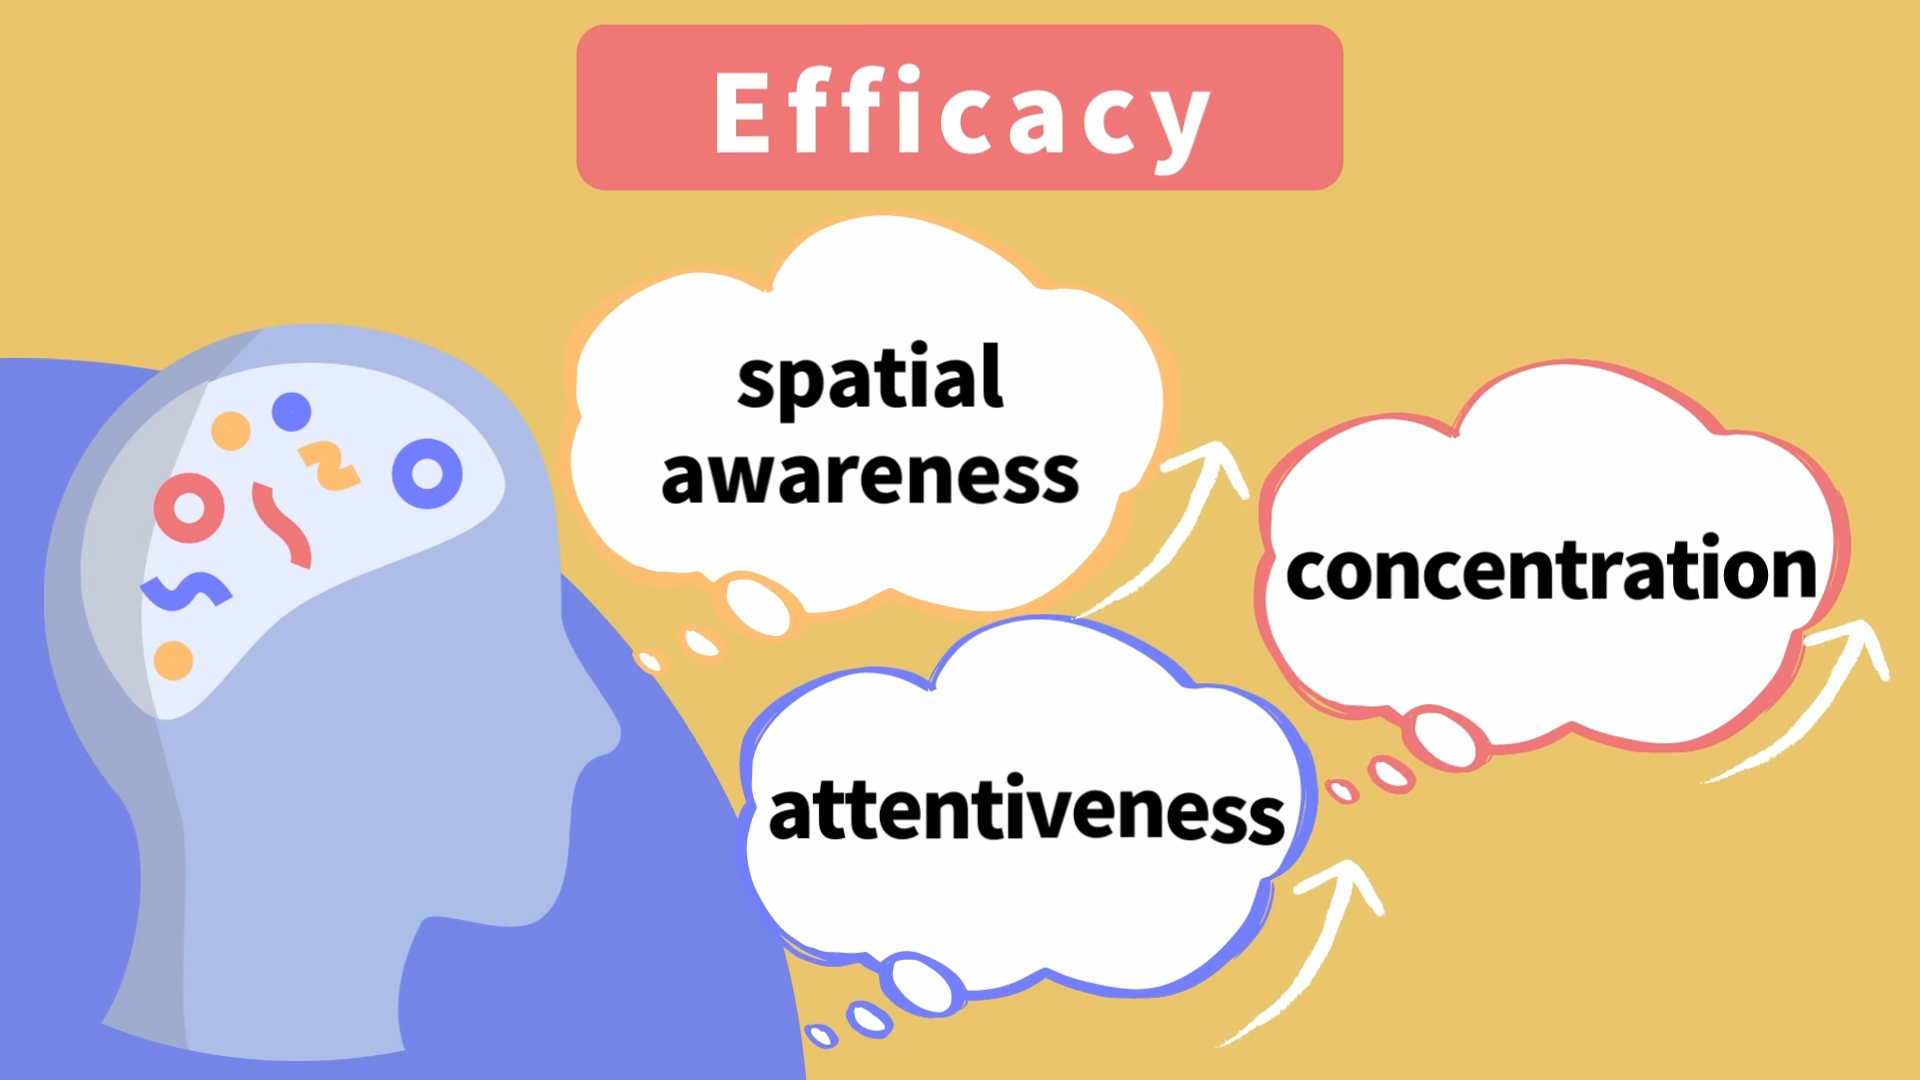 Efficacy
spatial
awareness
concentration
attentiveness